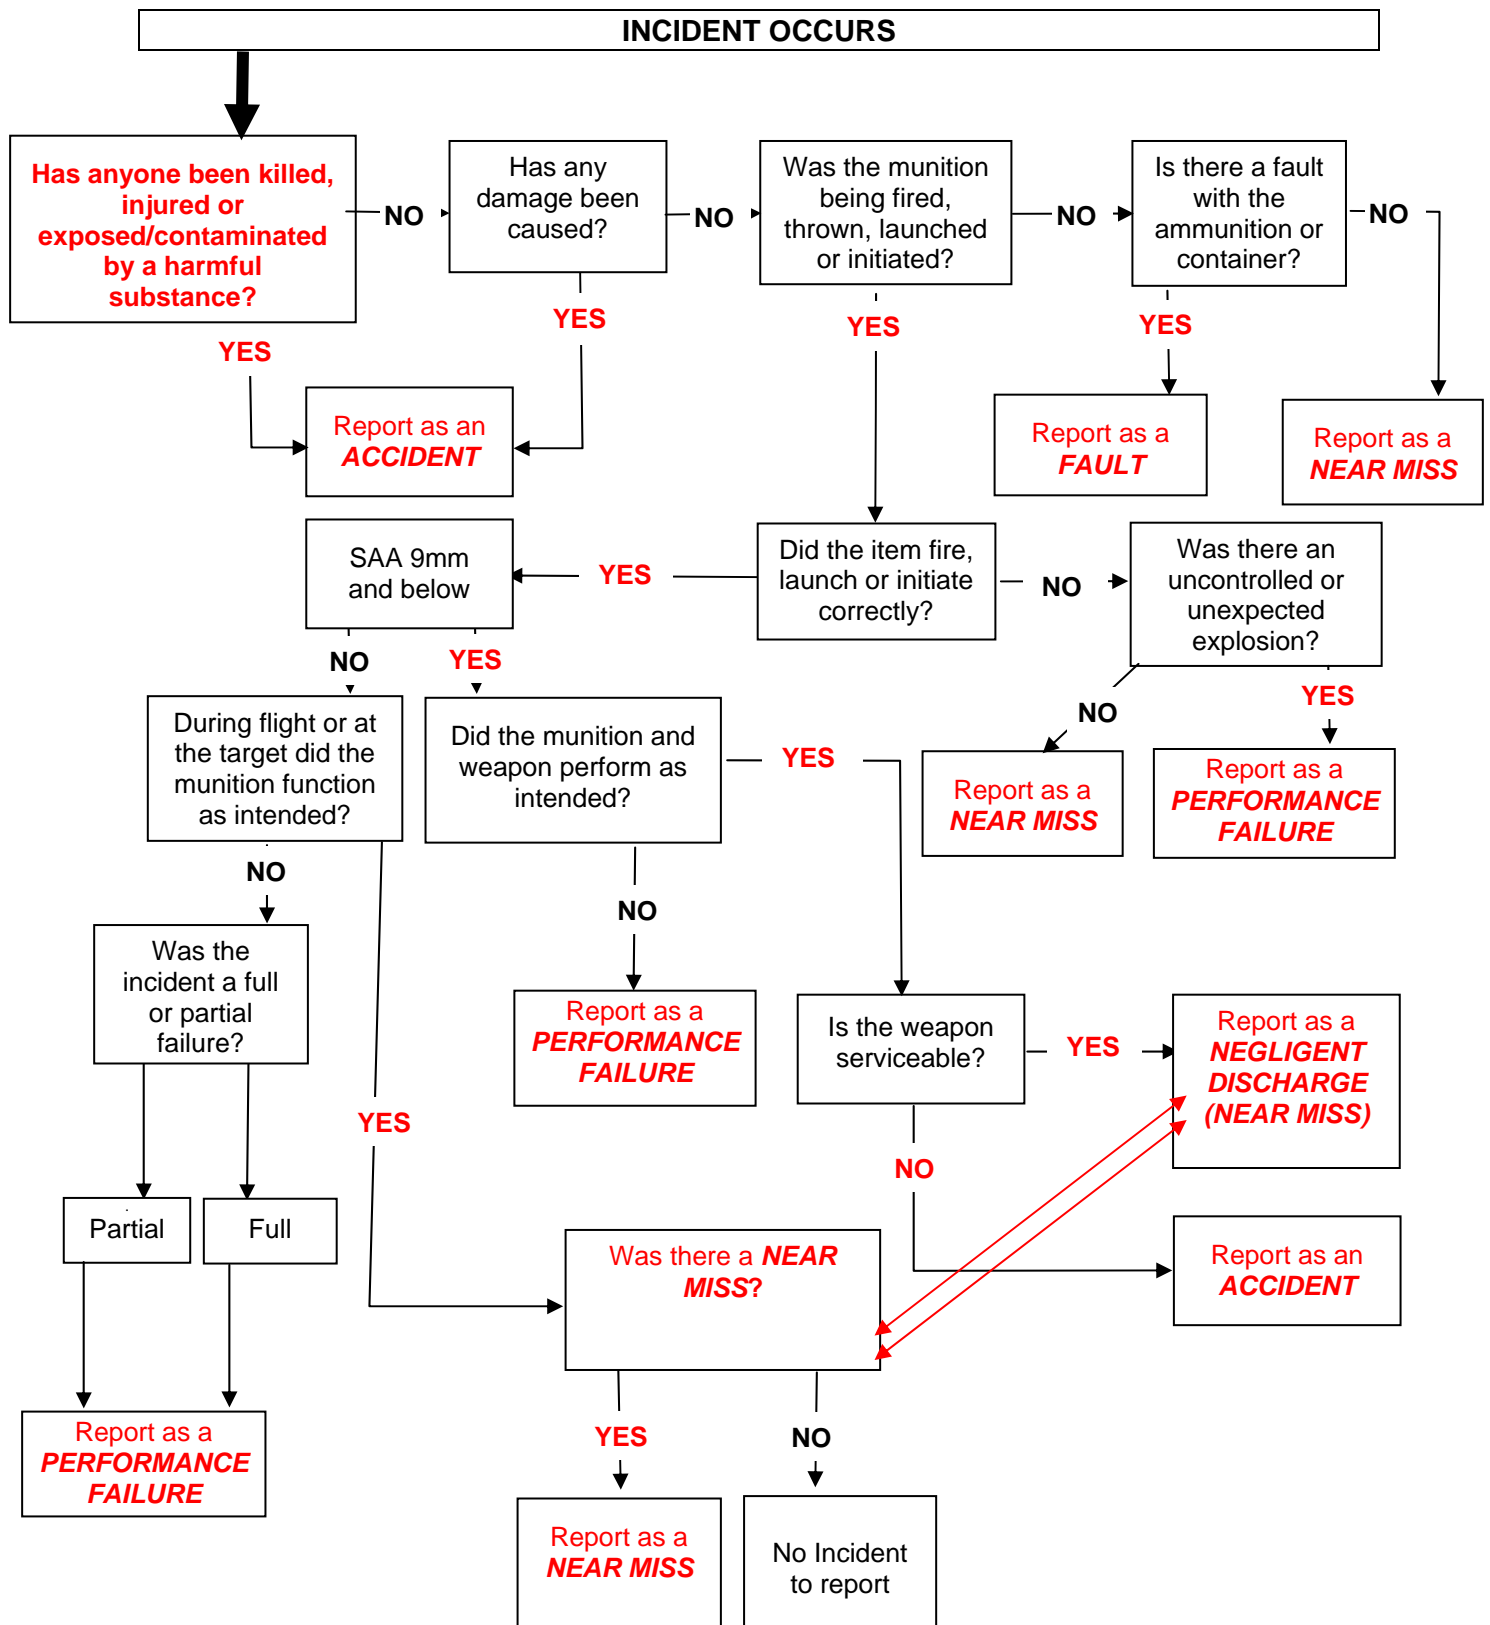 INCIDENT OCCURS
Has anyone been killed,
injured or
exposed/contaminated
by a harmful
substance?
NO
Has any
damage been
caused?
NO
Was the munition
being fired,
thrown, launched
or initiated?
NO
Is there a fault
with the
ammunition or
container?
NO
YES
YES
YES
YES
Report as an
ACCIDENT
Report as a
FAULT
Report as a
NEAR MISS
SAA 9mm
and below
YES
Did the item fire,
launch or initiate
correctly?
NO
Was there an
uncontrolled or
unexpected
explosion?
NO
YES
NO
YES
During flight or at
the target did the
munition function
as intended?
Did the munition and
weapon perform as
intended?
YES
Report as a
NEAR MISS
Report as a
PERFORMANCE
FAILURE
NO
NO
YES
Was the
incident a full
or partial
failure?
Report as a
PERFORMANCE
FAILURE
Is the weapon
serviceable?
YES
Report as a
NEGLIGENT
DISCHARGE
(NEAR MISS)
NO
Partial
Full
Was there a NEAR
MISS?
Report as an
ACCIDENT
YES
NO
Report as a
PERFORMANCE
FAILURE
Report as a
NEAR MISS
No Incident
to report